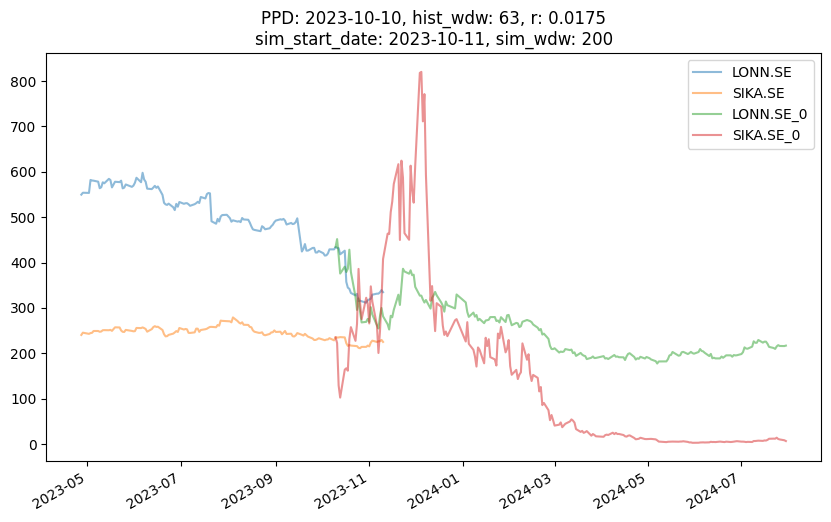 PPD: 2023-10-10, hist_wdw: 63, r: 0.0175
sim_start_date: 2023-10-11, sim_wdw: 200
LONN.SE
SIKA.SE
LONN.SE_0
SIKA.SE_0
800
700
600
500
400
300
200
100
0
2023-05
2023-07
2023-09
2023-11
2024-01
2024-03
2024-05
2024-07